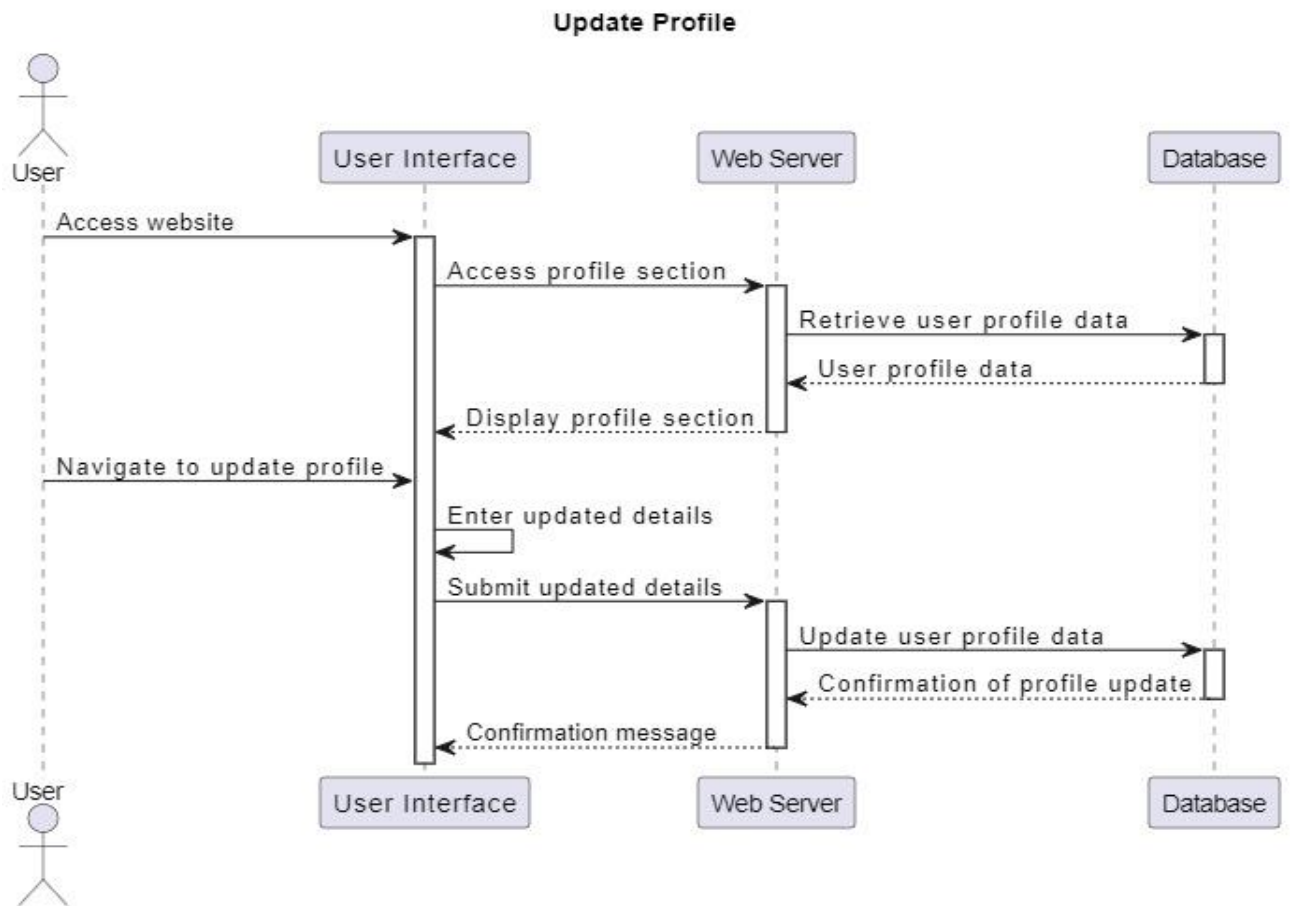 Update Profile
User
User Interface
Web Server
Database
Access website
Access profile section
Retrieve user profile data
User profile data
Display profile section
Navigate to update profile
Enter updated details
Submit updated details
Update user profile data
Confirmation of profile update
Confirmation message
User
User Interface
Web Server
Database